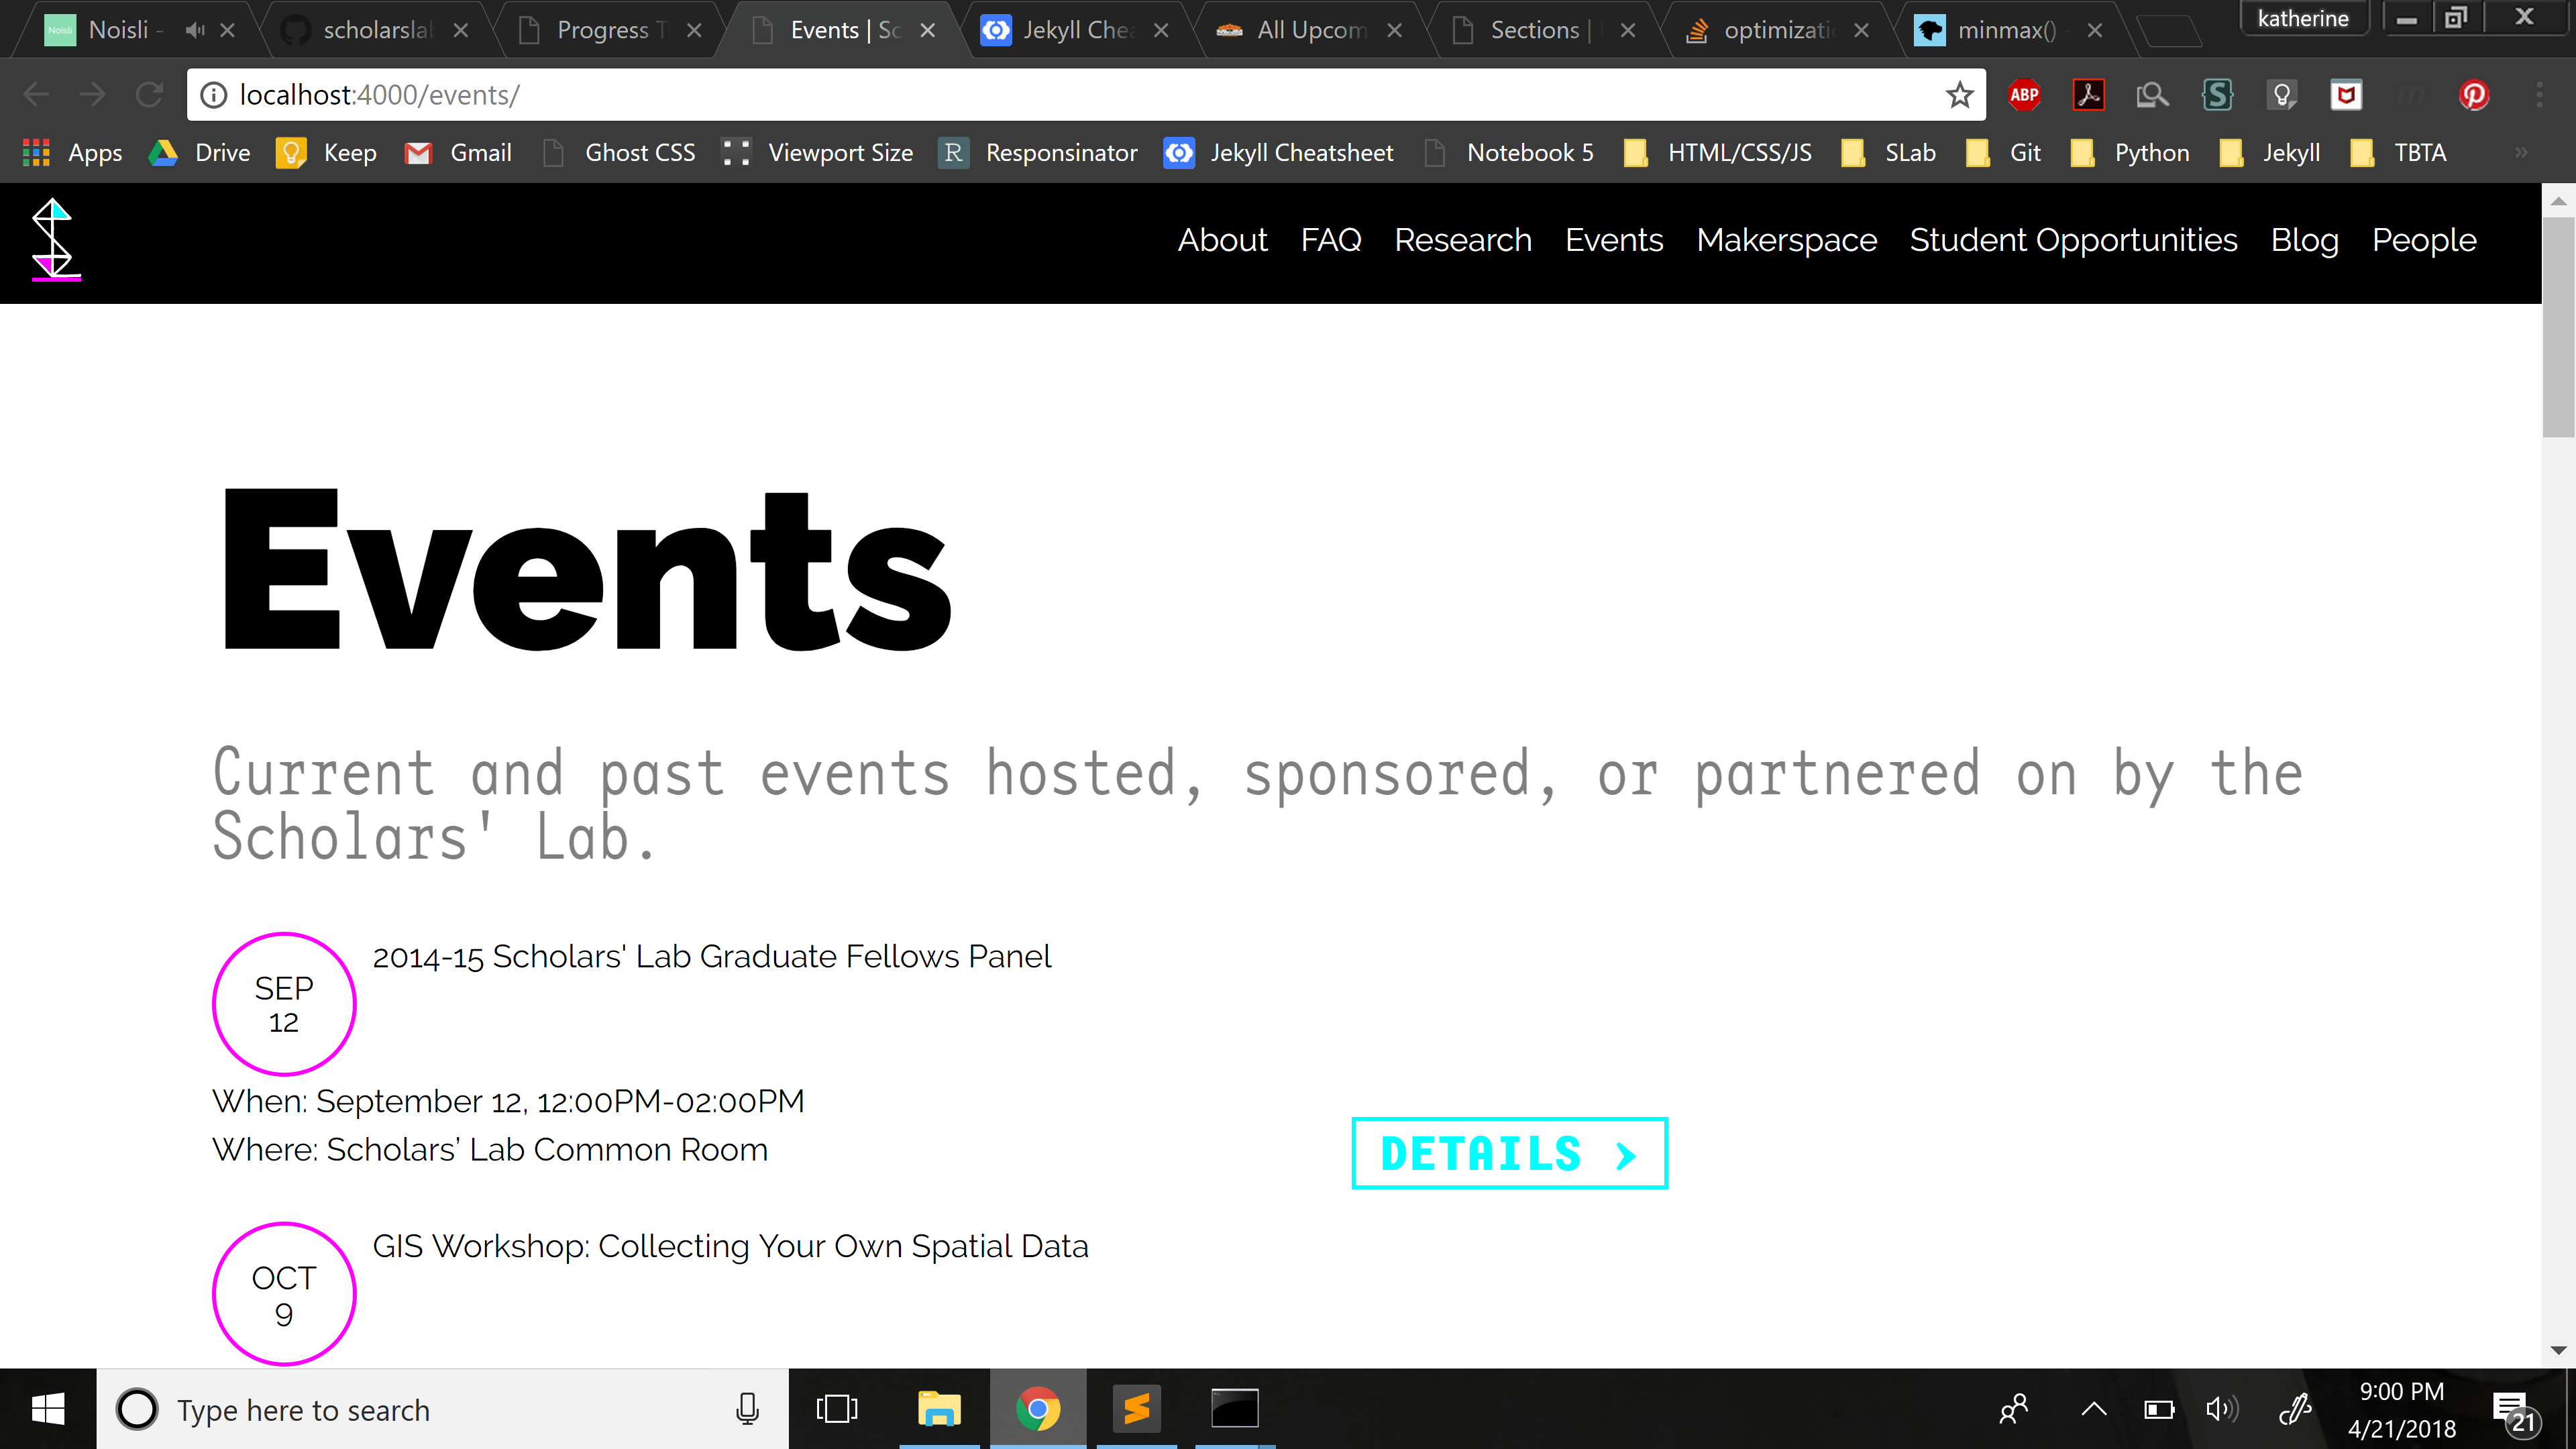 Noisli -
scholarsla
Progress T
Events | Sc
Jekyll Chea
All Upcom
Sections |
optimizati
minmax()
katherine
localhost:4000/events/
ABP
Apps
Drive
Keep
Gmail
Ghost CSS
Viewport Size
R Responsinator
Jekyll Cheatsheet
Notebook 5
HTML/CSS/JS
SLab
Git
Python
Jekyll
TBTA
»
About FAQ Research Events Makerspace Student Opportunities Blog People
Events
Current and past events hosted, sponsored, or partnered on by the
Scholars' Lab.
SEP
12
2014-15 Scholars' Lab Graduate Fellows Panel
When: September 12, 12:00PM-02:00PM
Where: Scholars’ Lab Common Room
DETAILS >
OCT
9
GIS Workshop: Collecting Your Own Spatial Data
Type here to search
9:00 PM
4/21/2018
21